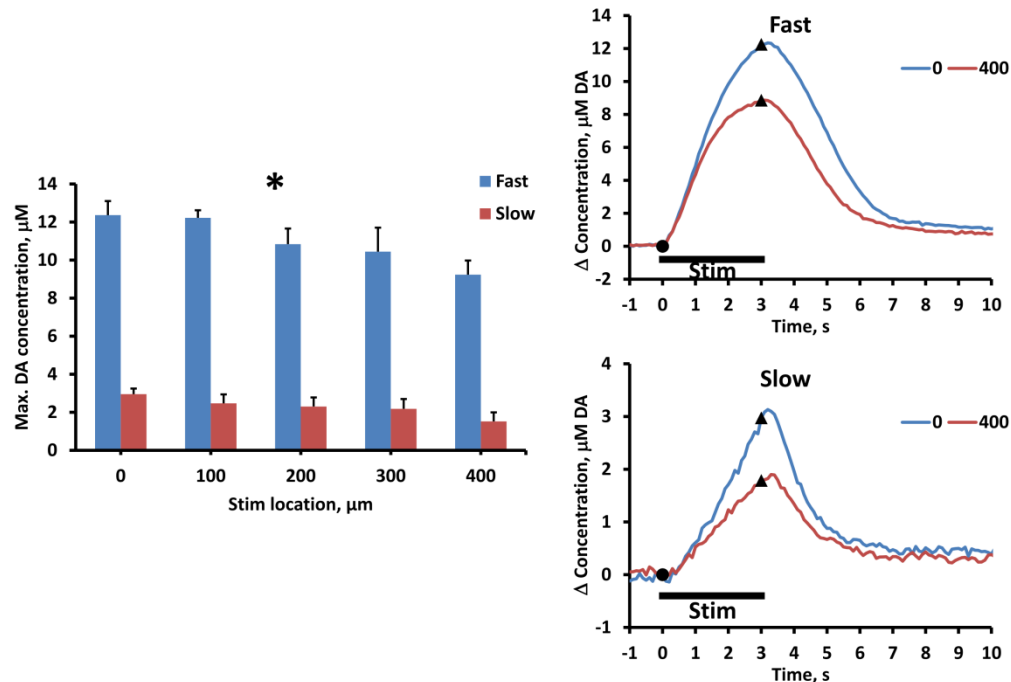 14
12
10
8
6
4
2
0
Max. DA concentration, µM
*
Fast
Slow
0 100 200 300 400
Stim location, µm
14
12
10
8
6
4
2
0
-2
Δ Concentration, µM DA
Fast
0 400
Stim
-1 0 1 2 3 4 5 6 7 8 9 10
Time, s
4
3
2
1
0
-1
Δ Concentration, µM DA
Slow
0 400
Stim
-1 0 1 2 3 4 5 6 7 8 9 10
Time, s